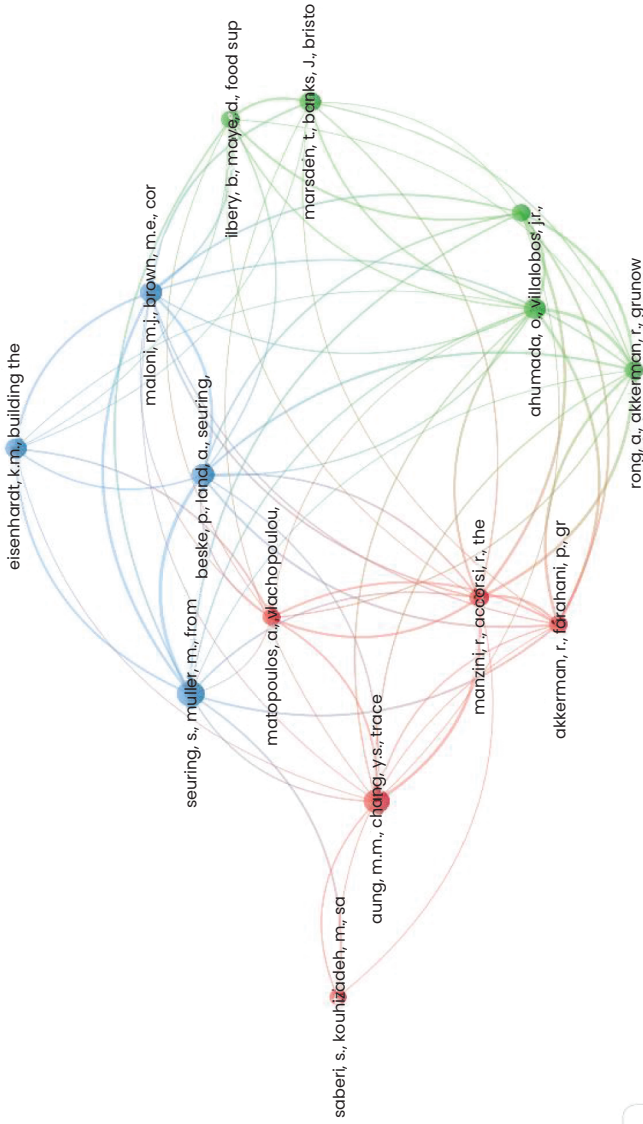 eisenhardt, k.m., building the
maloni, m.j., brown, m.e., cor
ilbery, b., maye, d., food sup
marsden, t., banks, J., bristo
beske, p., land, a., seuring,
seuring, s., muller, m., from
matopoulos, a., vlachopoulou,
ahumada, o., villalobos, j.r.,
rong, a., akkerman, r., grunow
manzini, r., accorsi, r., the
akkerman, r., farahani, p., gr
aung, m.m., chang, y.s., trace
saberi, s., kouhizadeh, m., sa